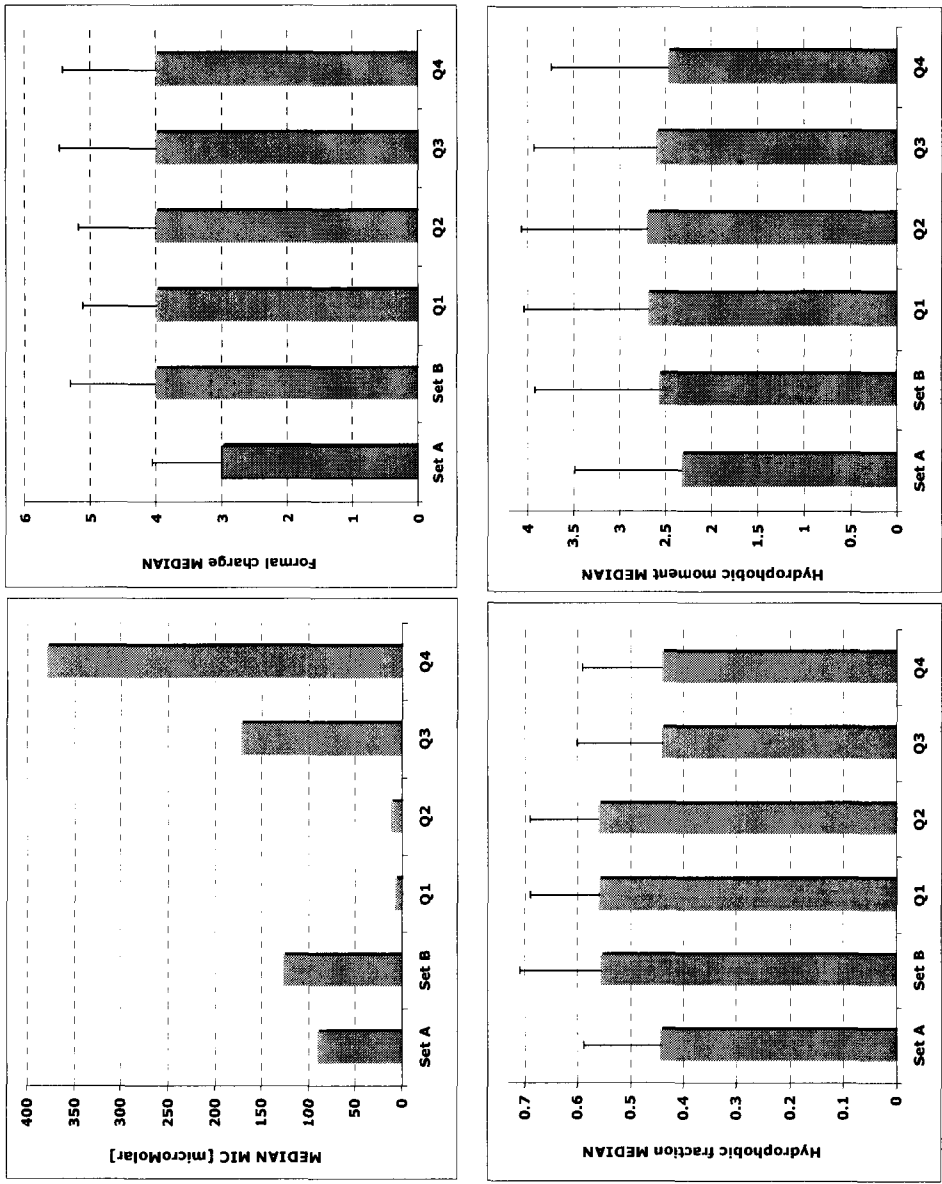 MEDIAN MIC [microMolar]
400
350
300
250
200
150
100
50
0
Set A
Set B
Q1
Q2
Q3
Q4
Formal charge MEDIAN
6
5
4
3
2
1
0
Set A
Set B
Q1
Q2
Q3
Q4
Hydrophobic fraction MEDIAN
0.7
0.6
0.5
0.4
0.3
0.2
0.1
0
Set A
Set B
Q1
Q2
Q3
Q4
Hydrophobic moment MEDIAN
4
3.5
3
2.5
2
1.5
1
0.5
0
Set A
Set B
Q1
Q2
Q3
Q4